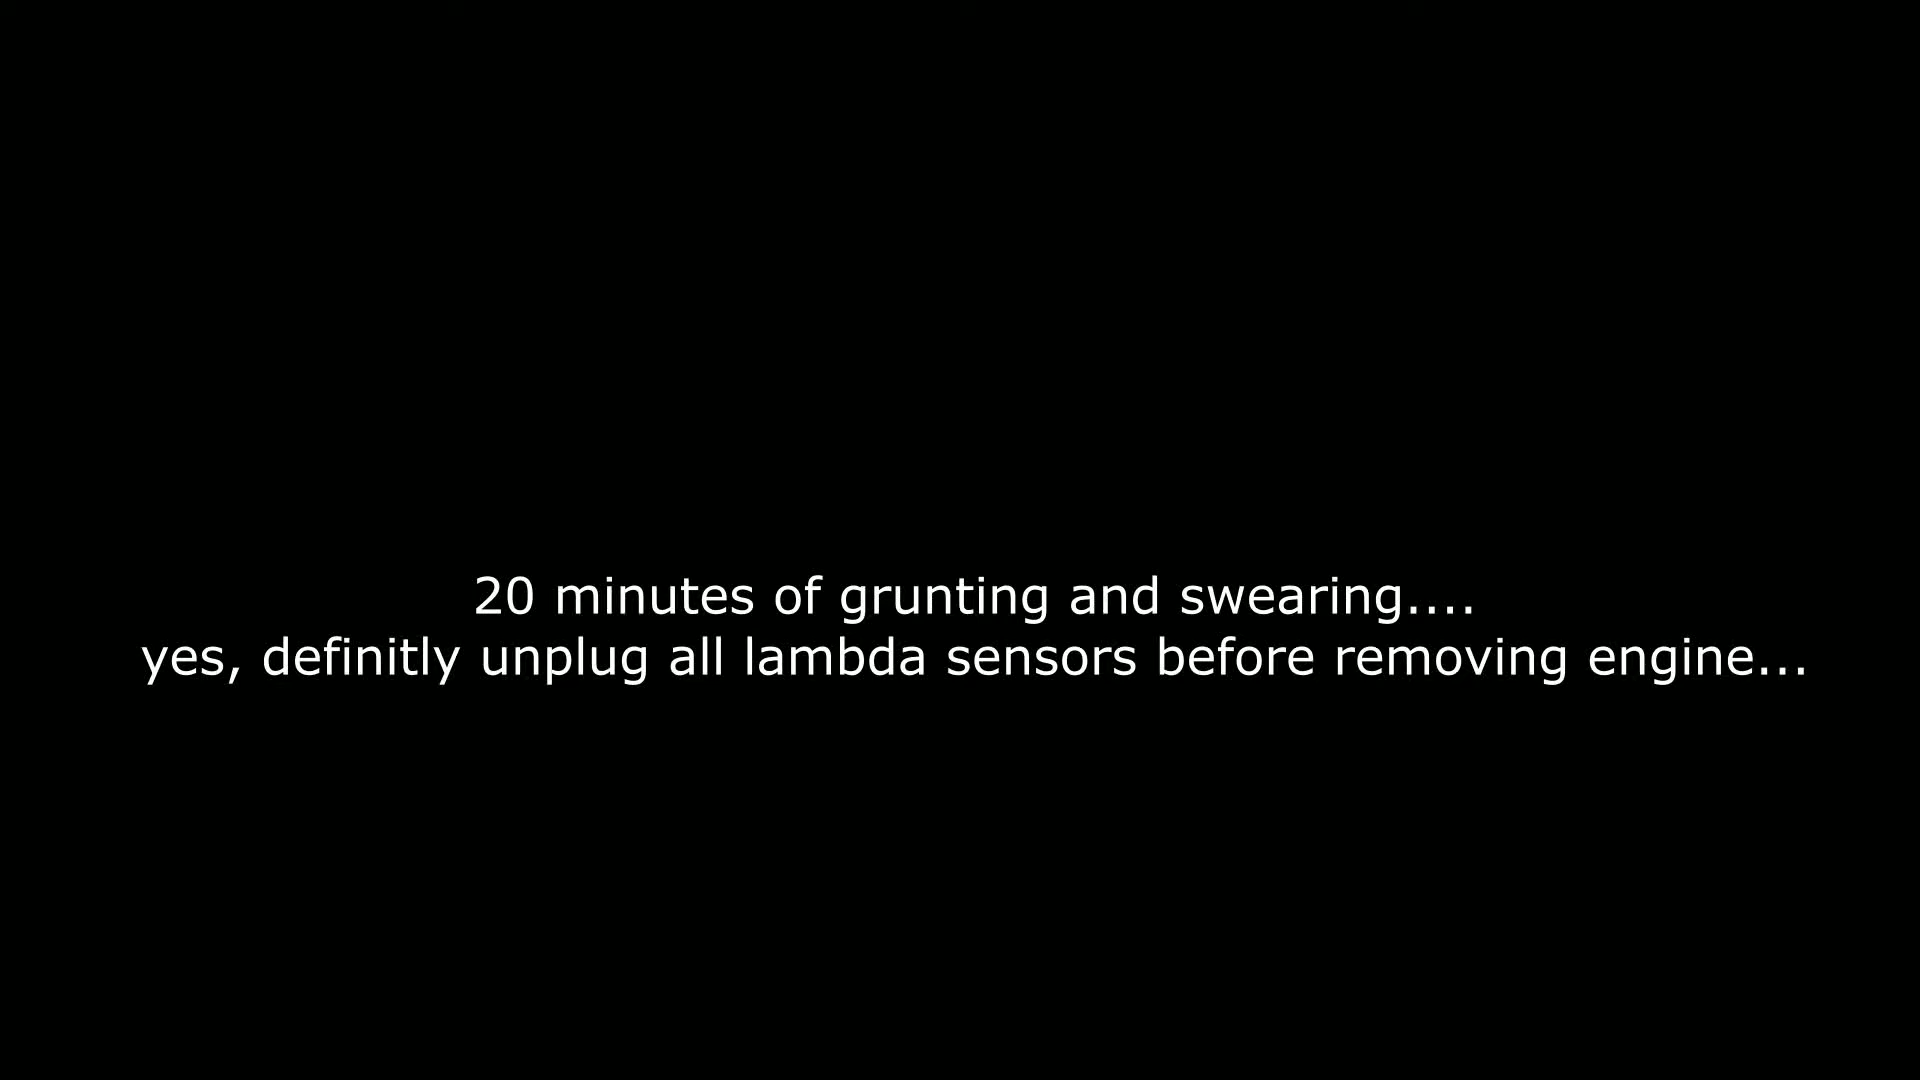 20 minutes of grunting and swearing....
yes, definitly unplug all lambda sensors before removing engine...